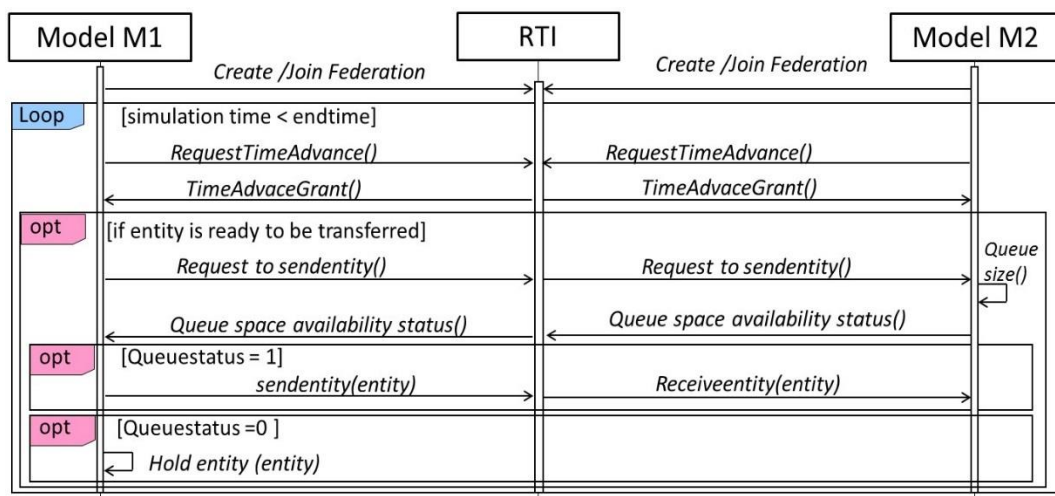 Model M1
RTI
Model M2
Create /Join Federation
Create /Join Federation
Loop
[simulation time < endtime]
RequestTimeAdvance()
RequestTimeAdvance()
TimeAdvaceGrant()
TimeAdvaceGrant()
opt
[if entity is ready to be transferred]
Queue
size()
Request to sendentity()
Request to sendentity()
Queue space availability status()
Queue space availability status()
opt
[Queuestatus = 1]
sendentity(entity)
Receiveentity(entity)
opt
[Queuestatus =0 ]
Hold entity (entity)